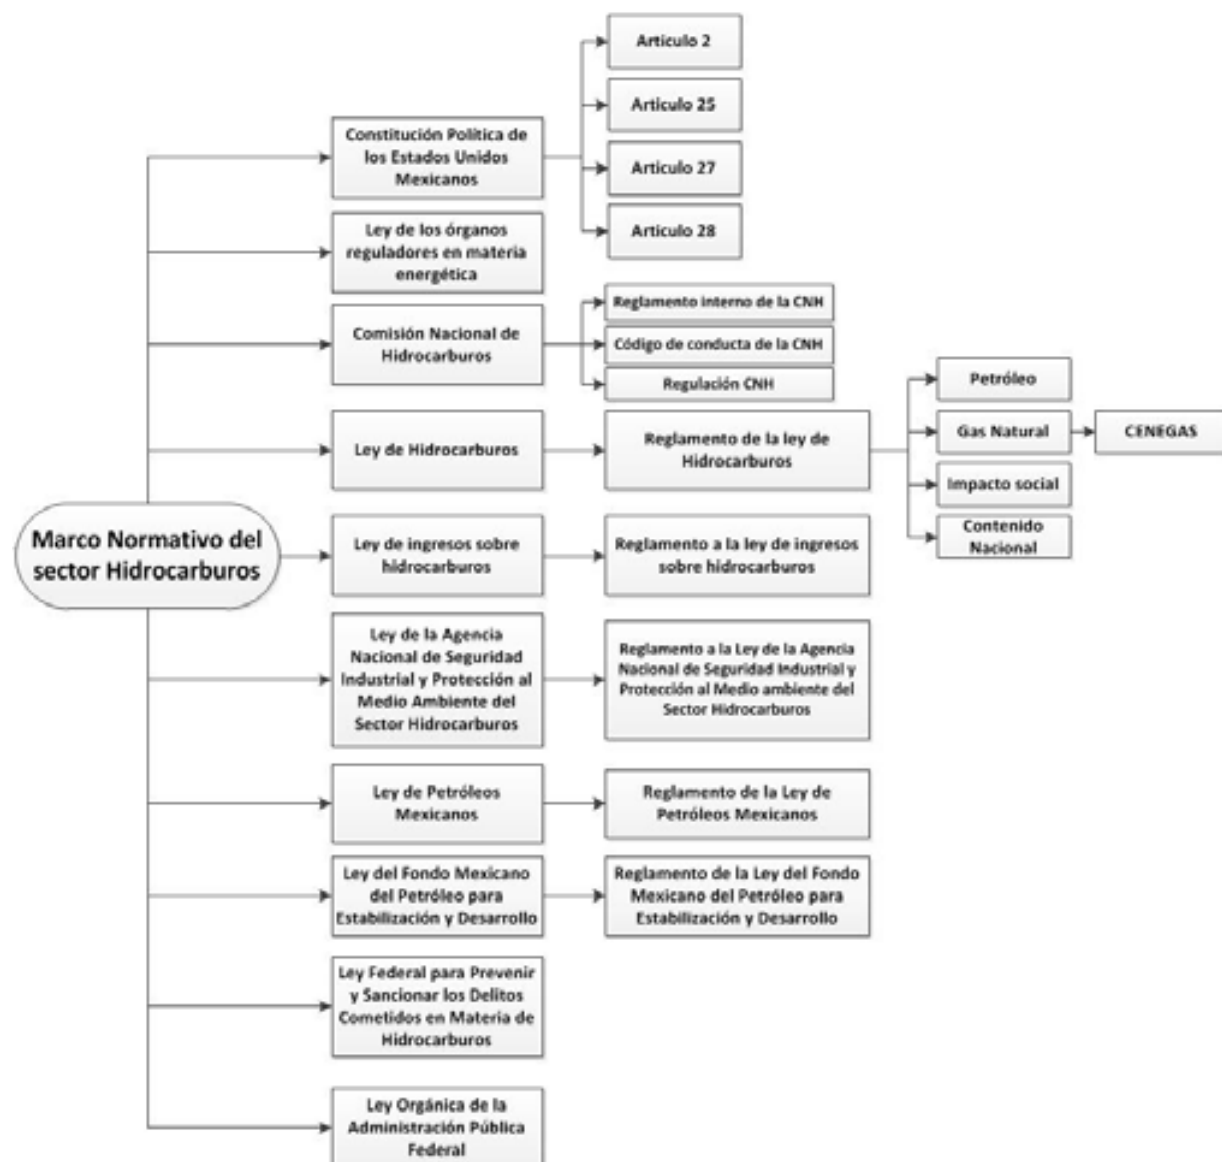 Marco Normativo del
sector Hidrocarburos
Constitución Política de
los Estados Unidos
Mexicanos
Articulo 2
Articulo 25
Articulo 27
Articulo 28
Ley de los órganos
reguladores en materia
energética
Comisión Nacional de
Hidrocarburos
Reglamento interno de la CNH
Código de conducta de la CNH
Regulación CNH
Ley de Hidrocarburos
Reglamento de la ley de
Hidrocarburos
Petróleo
Gas Natural
CENEGAS
Impacto social
Contenido
Nacional
Ley de ingresos sobre
hidrocarburos
Reglamento a la ley de ingresos
sobre hidrocarburos
Ley de la Agencia
Nacional de Seguridad
Industrial y Protección al
Medio Ambiente del
Sector Hidrocarburos
Reglamento a la Ley de la Agencia
Nacional de Seguridad Industrial y
Protección al Medio ambiente del
Sector Hidrocarburos
Ley de Petróleos
Mexicanos
Reglamento de la Ley de
Petróleos Mexicanos
Ley del Fondo Mexicano
del Petróleo para
Estabilización y Desarrollo
Reglamento de la Ley del Fondo
Mexicano del Petróleo para
Estabilización y Desarrollo
Ley Federal para Prevenir
y Sancionar los Delitos
Cometidos en Materia de
Hidrocarburos
Ley Orgánica de la
Administración Pública
Federal